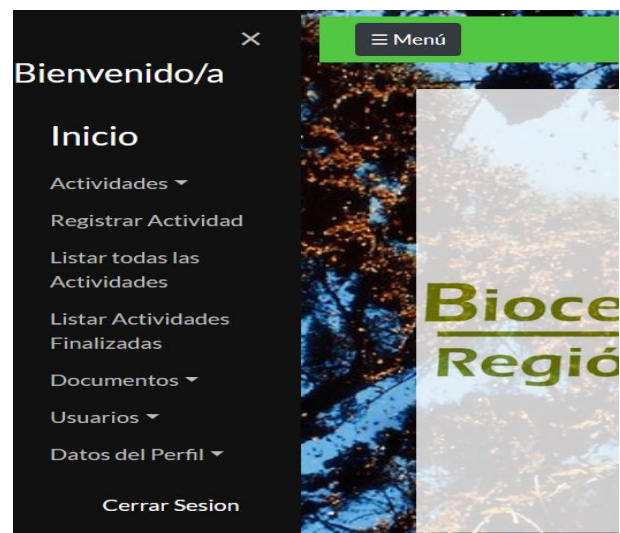 ×
☰ Menú
Bienvenido/a
Inicio
Actividades
Registrar Actividad
Listar todas las
Actividades
Listar Actividades
Finalizadas
Documentos
Usuarios
Datos del Perfil
Cerrar Sesion
Bioce
Regió